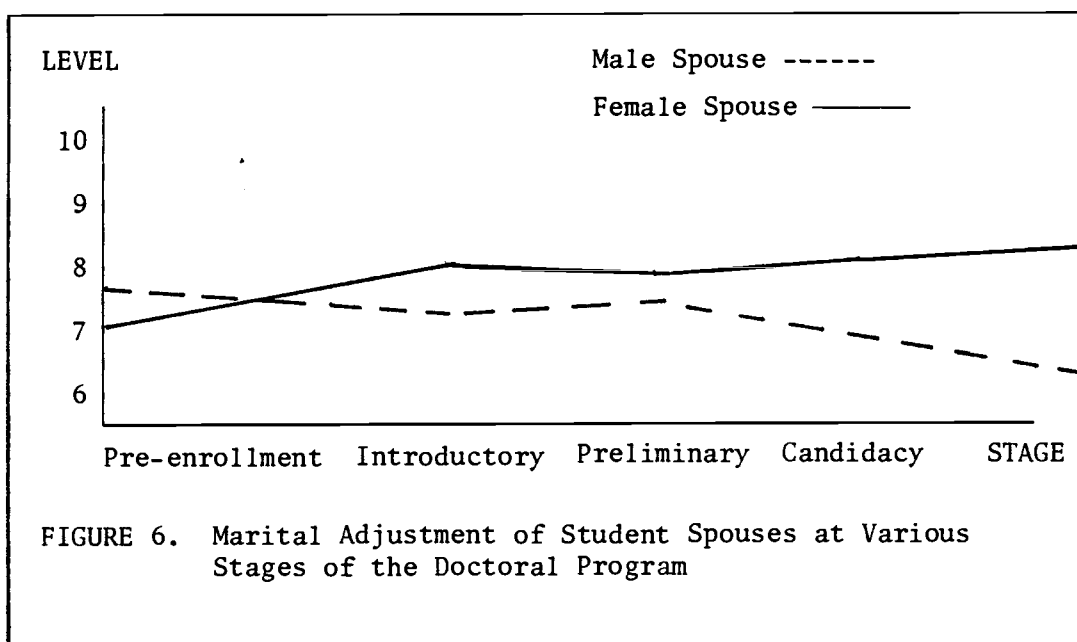 LEVEL
Male Spouse -----
Female Spouse
10
9
8
7
6
Pre-enrollment Introductory Preliminary Candidacy STAGE
FIGURE 6. Marital Adjustment of Student Spouses at Various
Stages of the Doctoral Program